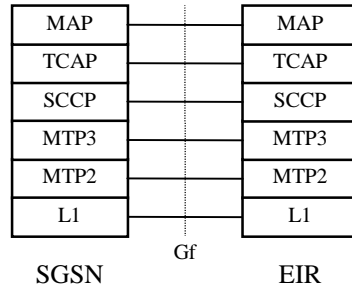 MAP MAP
TCAP TCAP
SCCP SCCP
MTP3 MTP3
MTP2 MTP2
L1 L1
Gf
SGSN EIR